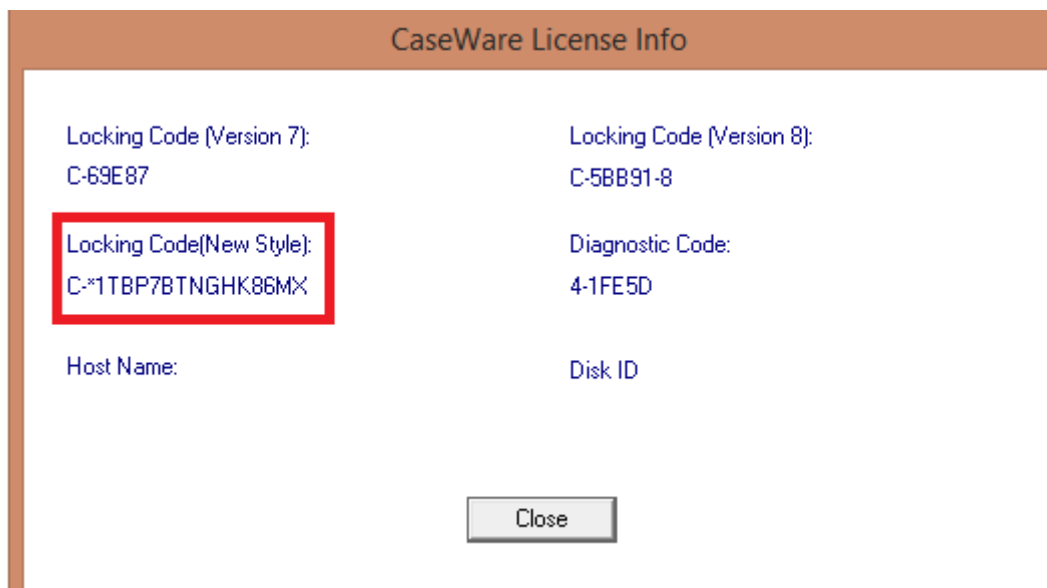 CaseWare License Info
Locking Code (Version 7):
C-69E87
Locking Code (Version 8):
C-5BB91-8
Locking Code(New Style):
C-*1TBP7BTNGHK86MX
Diagnostic Code:
4-1FE5D
Host Name:
Disk ID
Close